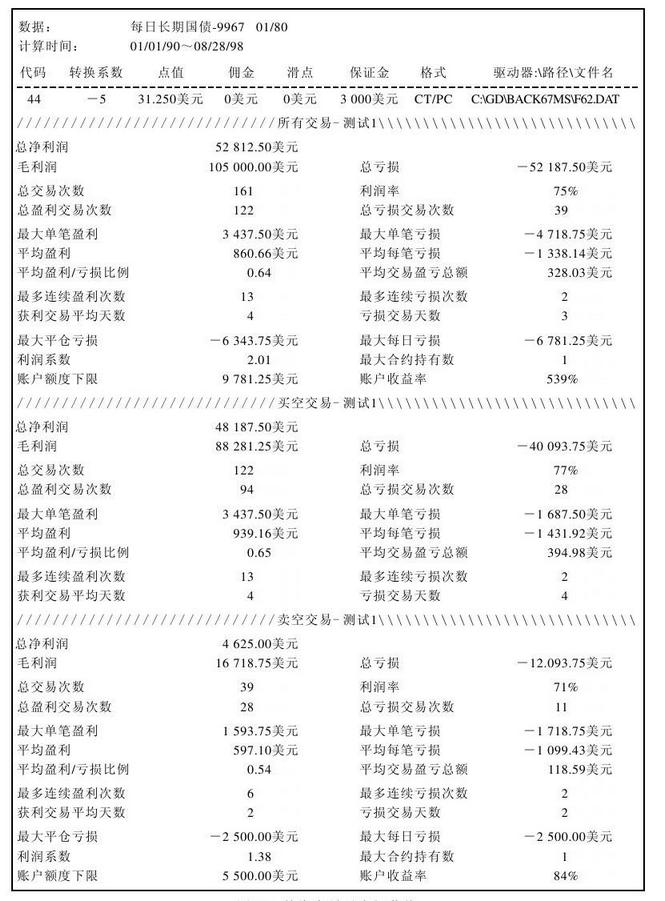 数据： 每日长期国债-9967 01/80
计算时间： 01/01/90～08/28/98
代码 转换系数 点值 佣金 滑点 保证金 格式 驱动器:\路径\文件名
44 －5 31.250美元 0美元 0美元 3 000美元 CT/PC C:\GD\BACK67MS\F62.DAT
/////////////////////////////所有交易-测试1\\\\\\\\\\\\\\\\\\\\\\\\\\\\\
总净利润 52 812.50美元
毛利润 105 000.00美元 总亏损 －52 187.50美元
总交易次数 161 利润率 75%
总盈利交易次数 122 总亏损交易次数 39
最大单笔盈利 3 437.50美元 最大单笔亏损 －4 718.75美元
平均盈利 860.66美元 平均每笔亏损 －1 338.14美元
平均盈利/亏损比例 0.64 平均交易盈亏总额 328.03美元
最多连续盈利次数 13 最多连续亏损次数 2
获利交易平均天数 4 亏损交易天数 3
最大平仓亏损 －6 343.75美元 最大每日亏损 －6 781.25美元
利润系数 2.01 最大合约持有数 1
账户额度下限 9 781.25美元 账户收益率 539%
/////////////////////////////买空交易-测试1\\\\\\\\\\\\\\\\\\\\\\\\\\\\\
总净利润 48 187.50美元
毛利润 88 281.25美元 总亏损 －40 093.75美元
总交易次数 122 利润率 77%
总盈利交易次数 94 总亏损交易次数 28
最大单笔盈利 3 437.50美元 最大单笔亏损 －1 687.50美元
平均盈利 939.16美元 平均每笔亏损 －1 431.92美元
平均盈利/亏损比例 0.65 平均交易盈亏总额 394.98美元
最多连续盈利次数 13 最多连续亏损次数 2
获利交易平均天数 4 亏损交易天数 4
/////////////////////////////卖空交易-测试1\\\\\\\\\\\\\\\\\\\\\\\\\\\\\
总净利润 4 625.00美元
毛利润 16 718.75美元 总亏损 －12.093.75美元
总交易次数 39 利润率 71%
总盈利交易次数 28 总亏损交易次数 11
最大单笔盈利 1 593.75美元 最大单笔亏损 －1 718.75美元
平均盈利 597.10美元 平均每笔亏损 －1 099.43美元
平均盈利/亏损比例 0.54 平均交易盈亏总额 118.59美元
最多连续盈利次数 6 最多连续亏损次数 2
获利交易平均天数 2 亏损交易天数 2
最大平仓亏损 －2 500.00美元 最大每日亏损 －2 500.00美元
利润系数 1.38 最大合约持有数 1
账户额度下限 5 500.00美元 账户收益率 84%